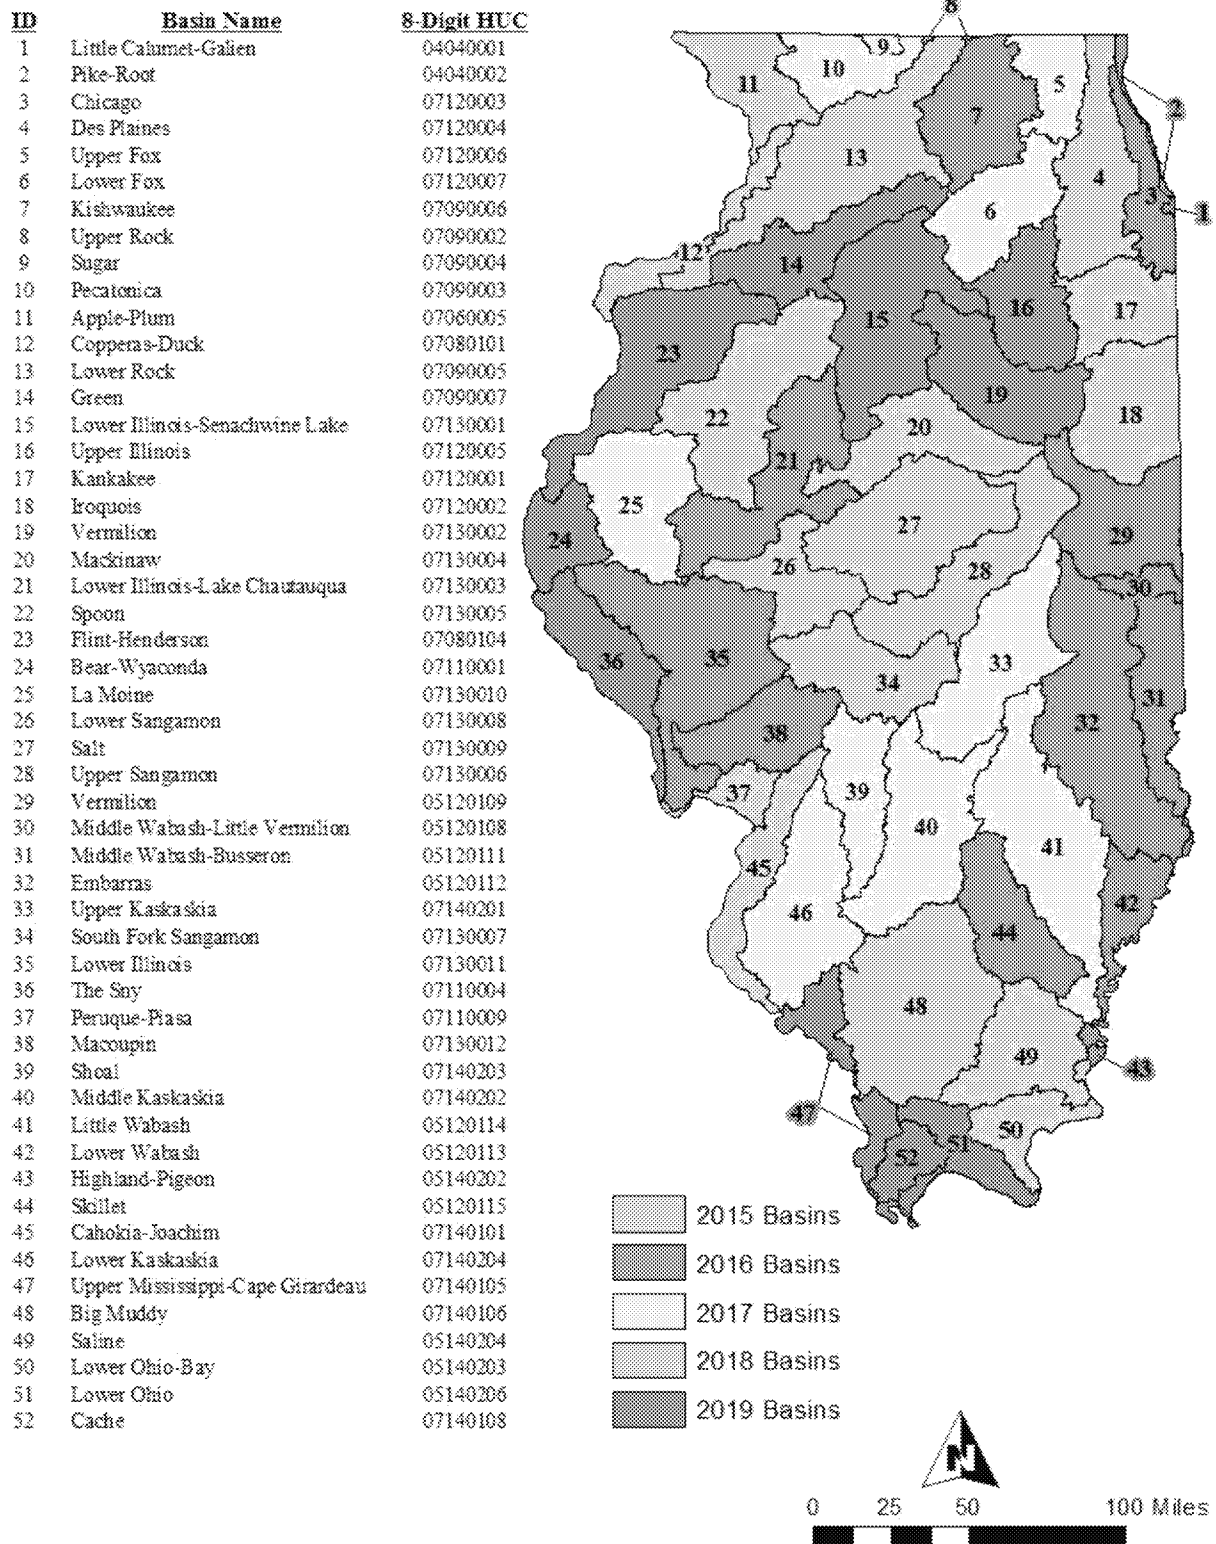 ID Basin Name 8-Digit HUC
1 Little Calumet-Galien 04040001
2 Pike-Root 04040002
3 Chicago 07120003
4 Des Plaines 07120004
5 Upper Fox 07120006
6 Lower Fox 07120007
7 Kishwaukee 07090006
8 Upper Rock 07090002
9 Sugar 07090004
10 Pecatonica 07090003
11 Apple-Plum 07060005
12 Copperas-Duck 07080101
13 Lower Rock 07090005
14 Green 07090007
15 Lower Illinois-Senachwine Lake 07130001
16 Upper Illinois 07120005
17 Kankakee 07120001
18 Iroquois 07120002
19 Vermilion 07130002
20 Mackinaw 07130004
21 Lower Illinois-Lake Chautauqua 07130003
22 Spoon 07130005
23 Flint-Henderson 07080104
24 Bear-Wyaconda 07110001
25 La Moine 07130010
26 Lower Sangamon 07130008
27 Salt 07130009
28 Upper Sangamon 07130006
29 Vermilion 05120109
30 Middle Wabash-Little Vermilion 05120108
31 Middle Wabash-Busseron 05120111
32 Embarras 05120112
33 Upper Kaskaskia 07140201
34 South Fork Sangamon 07130007
35 Lower Illinois 07130011
36 The Sny 07110004
37 Peruque-Piasa 07110009
38 Macoupin 07130012
39 Shoal 07140203
40 Middle Kaskaskia 07140202
41 Little Wabash 05120114
42 Lower Wabash 05120113
43 Highland-Pigeon 05140202
44 Skillet 05120115
45 Cahokia-Joachim 07140101
46 Lower Kaskaskia 07140204
47 Upper Mississippi-Cape Girardeau 07140105
48 Big Muddy 07140106
49 Saline 05140204
50 Lower Ohio-Bay 05140203
51 Lower Ohio 05140206
52 Cache 07140108
8
9
10
11
5
2
7
13
4
3
6
1
12
14
16
17
15
23
19
22
20
18
21
25
27
24
29
26
28
30
35
36
33
34
31
32
38
37
39
40
41
45
46
42
44
48
49
43
47
50
51
52
2015 Basins
2016 Basins
2017 Basins
2018 Basins
2019 Basins
N
0 25 50 100 Miles